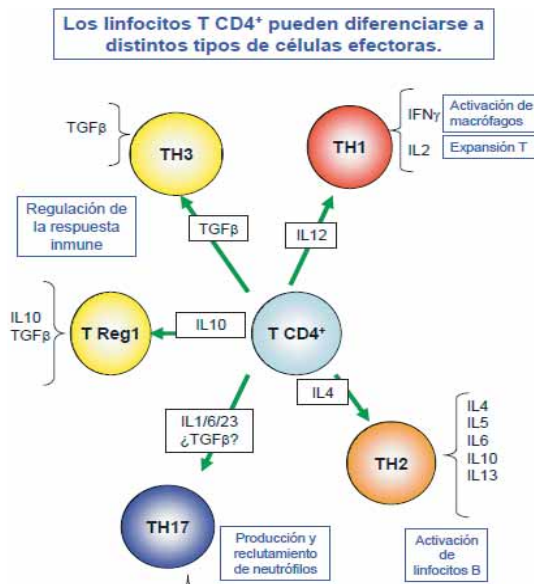 Los linfocitos T CD4⁺ pueden diferenciarse a
distintos tipos de células efectoras.
TGFβ
TH3
TH1
IFNγ
Activación de
macrófagos
IL2
Expansión T
Regulación de
la respuesta
inmune
TGFβ
IL12
IL10
TGFβ
T Reg1
IL10
T CD4⁺
IL4
IL1/6/23
¿TGFβ?
TH2
IL4
IL5
IL6
IL10
IL13
TH17
Producción y
reclutamiento
de neutrófilos
Activación
de
linfocitos B